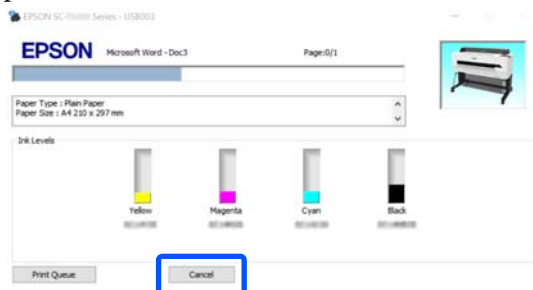 EPSON SC- Series - USB002
EPSON Microsoft Word - Doc3 Page:0/1
Paper Type : Plain Paper
Paper Size : A4 210 x 297 mm
Ink Levels
Yellow Magenta Cyan Black
Print Queue Cancel